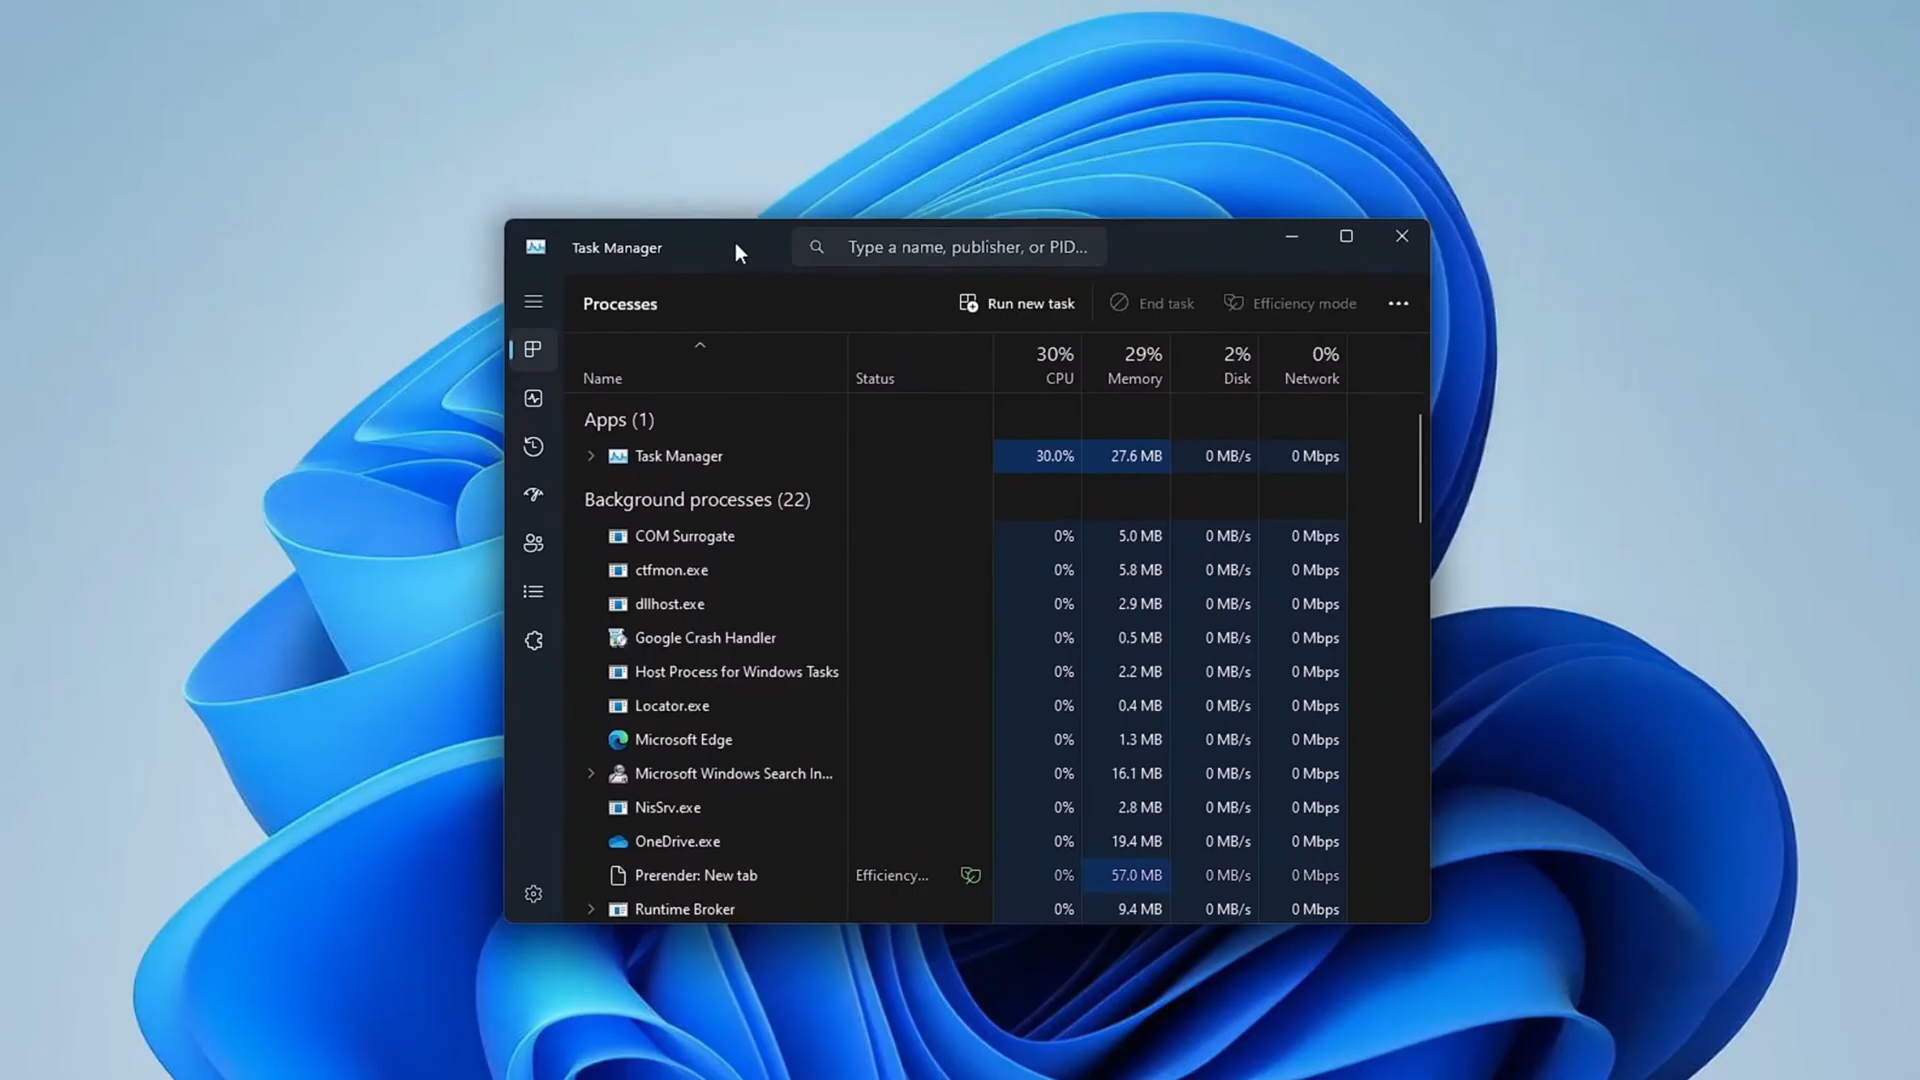 Task Manager
Type a name, publisher, or PID...
Processes
Run new task
End task
Efficiency mode
30% 29% 2% 0%
Name Status CPU Memory Disk Network
Apps (1)
Task Manager 30.0% 27.6 MB 0 MB/s 0 Mbps
Background processes (22)
COM Surrogate 0% 5.0 MB 0 MB/s 0 Mbps
ctfmon.exe 0% 5.8 MB 0 MB/s 0 Mbps
dllhost.exe 0% 2.9 MB 0 MB/s 0 Mbps
Google Crash Handler 0% 0.5 MB 0 MB/s 0 Mbps
Host Process for Windows Tasks 0% 2.2 MB 0 MB/s 0 Mbps
Locator.exe 0% 0.4 MB 0 MB/s 0 Mbps
Microsoft Edge 0% 1.3 MB 0 MB/s 0 Mbps
Microsoft Windows Search In... 0% 16.1 MB 0 MB/s 0 Mbps
NisSrv.exe 0% 2.8 MB 0 MB/s 0 Mbps
OneDrive.exe 0% 19.4 MB 0 MB/s 0 Mbps
Prerender: New tab Efficiency... 0% 57.0 MB 0 MB/s 0 Mbps
Runtime Broker 0% 9.4 MB 0 MB/s 0 Mbps